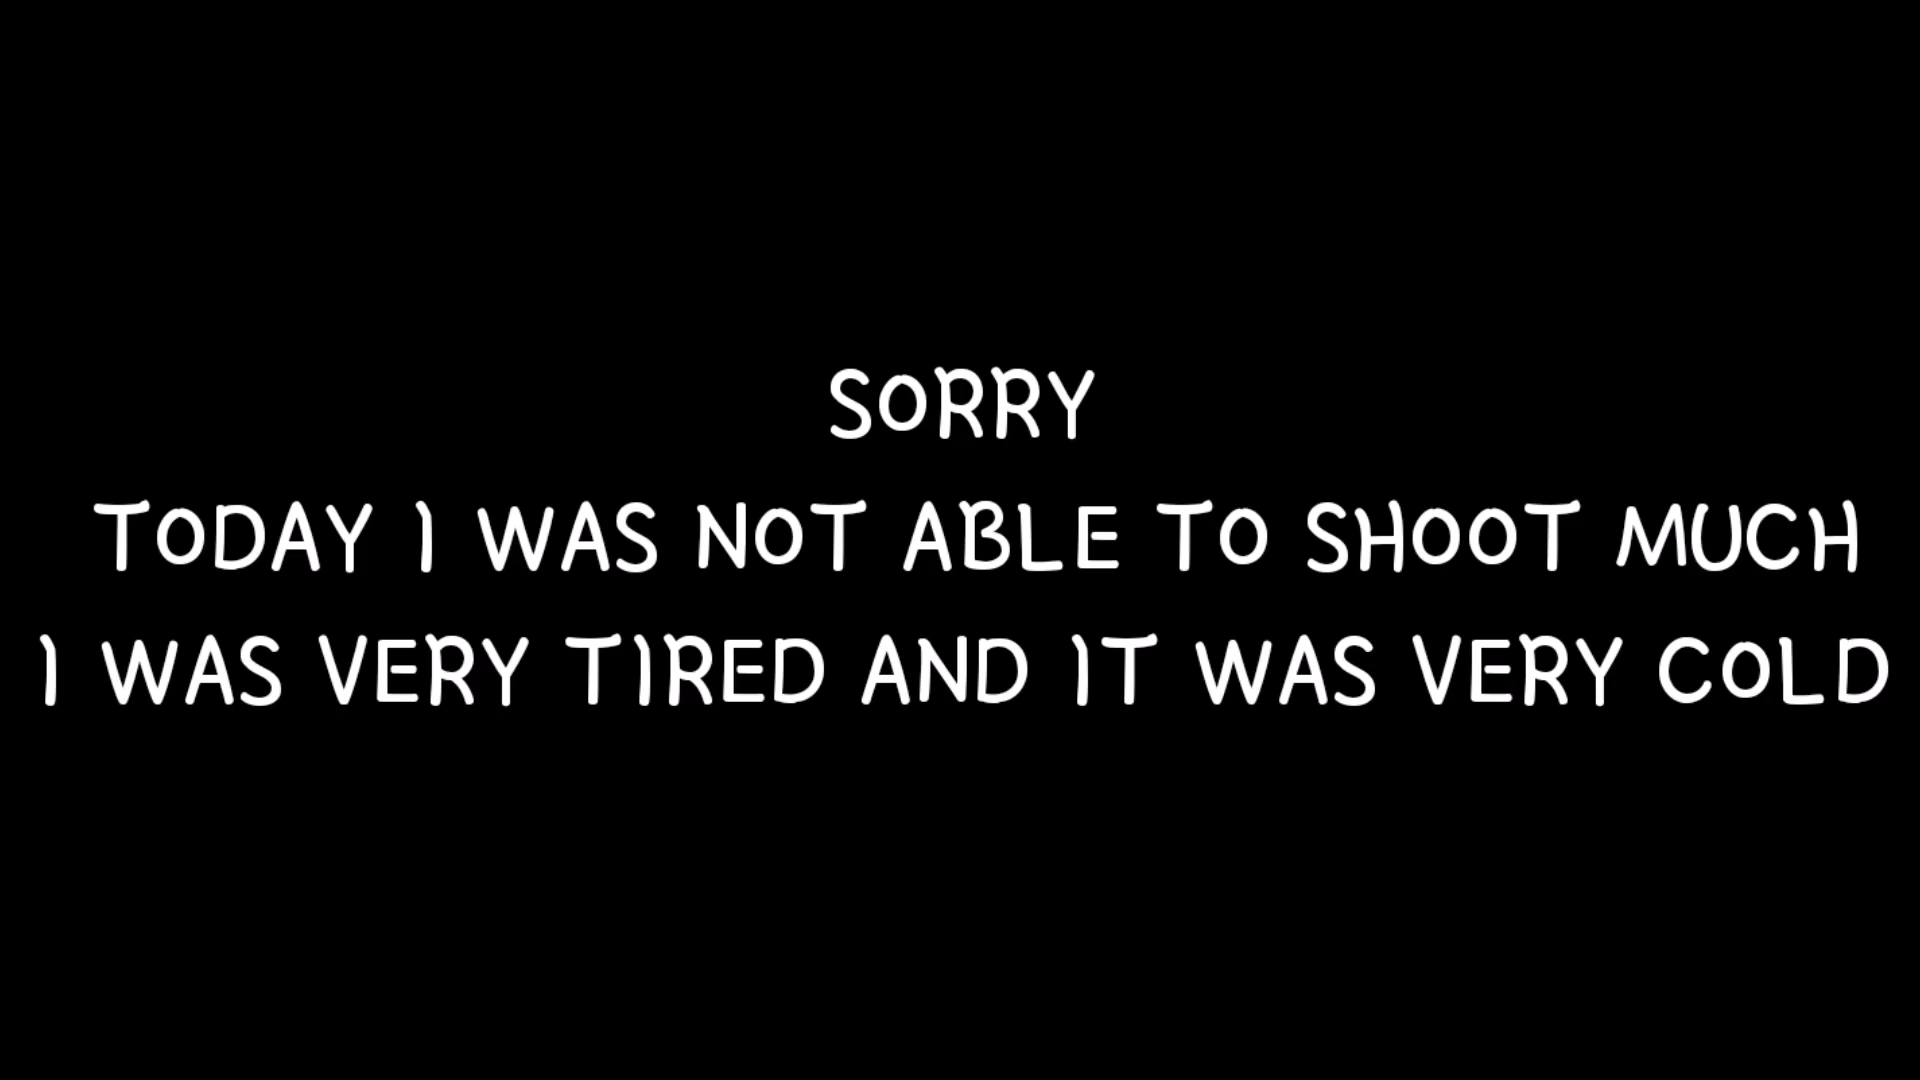 SORRY
TODAY I WAS NOT ABLE TO SHOOT MUCH
I WAS VERY TIRED AND IT WAS VERY COLD